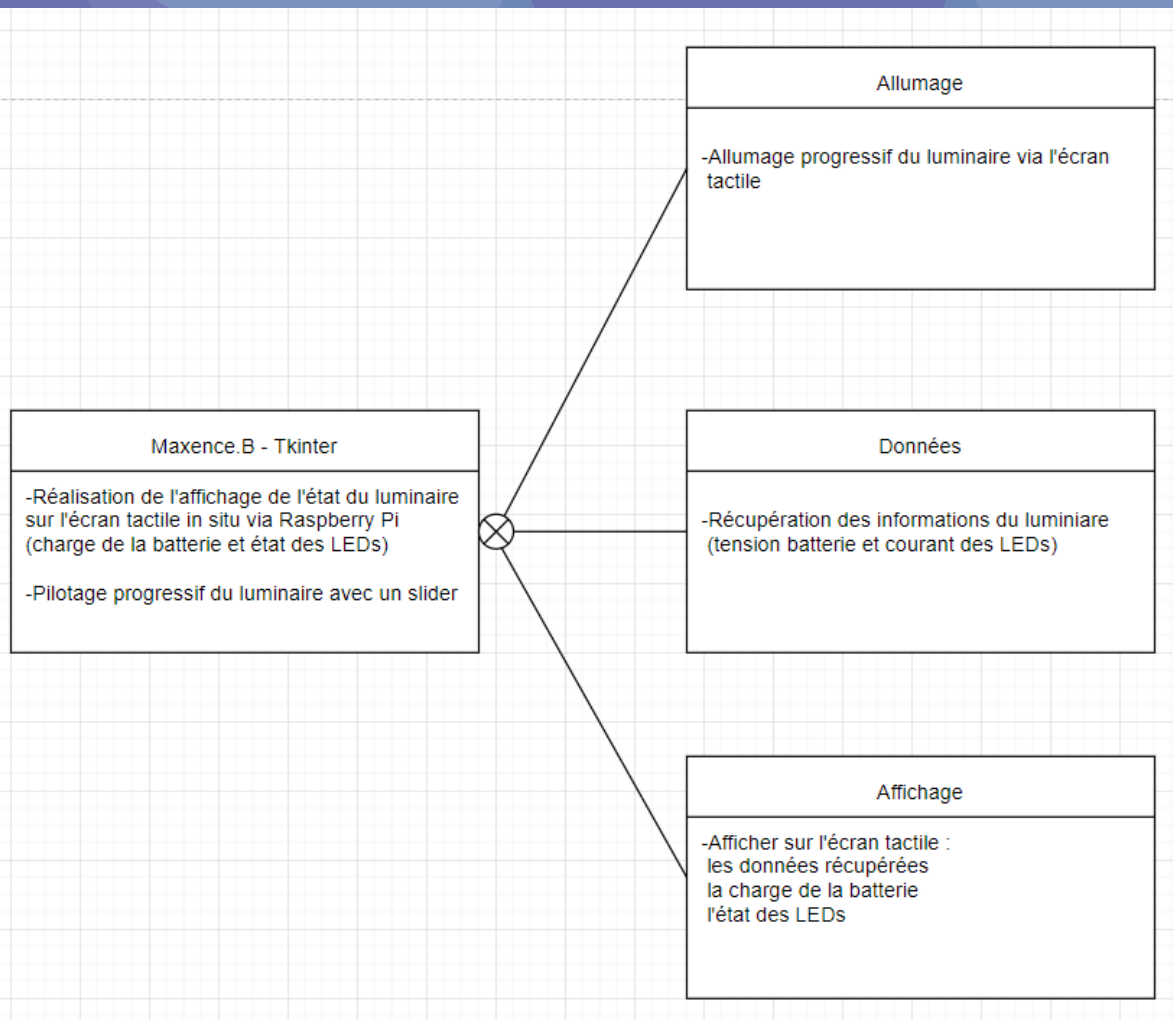 Allumage
-Allumage progressif du luminaire via l'écran
tactile
Maxence.B - Tkinter
-Réalisation de l'affichage de l'état du luminaire
sur l'écran tactile in situ via Raspberry Pi
(charge de la batterie et état des LEDs)
-Pilotage progressif du luminaire avec un slider
Données
-Récupération des informations du luminiare
(tension batterie et courant des LEDs)
Affichage
-Afficher sur l'écran tactile :
les données récupérées
la charge de la batterie
l'état des LEDs